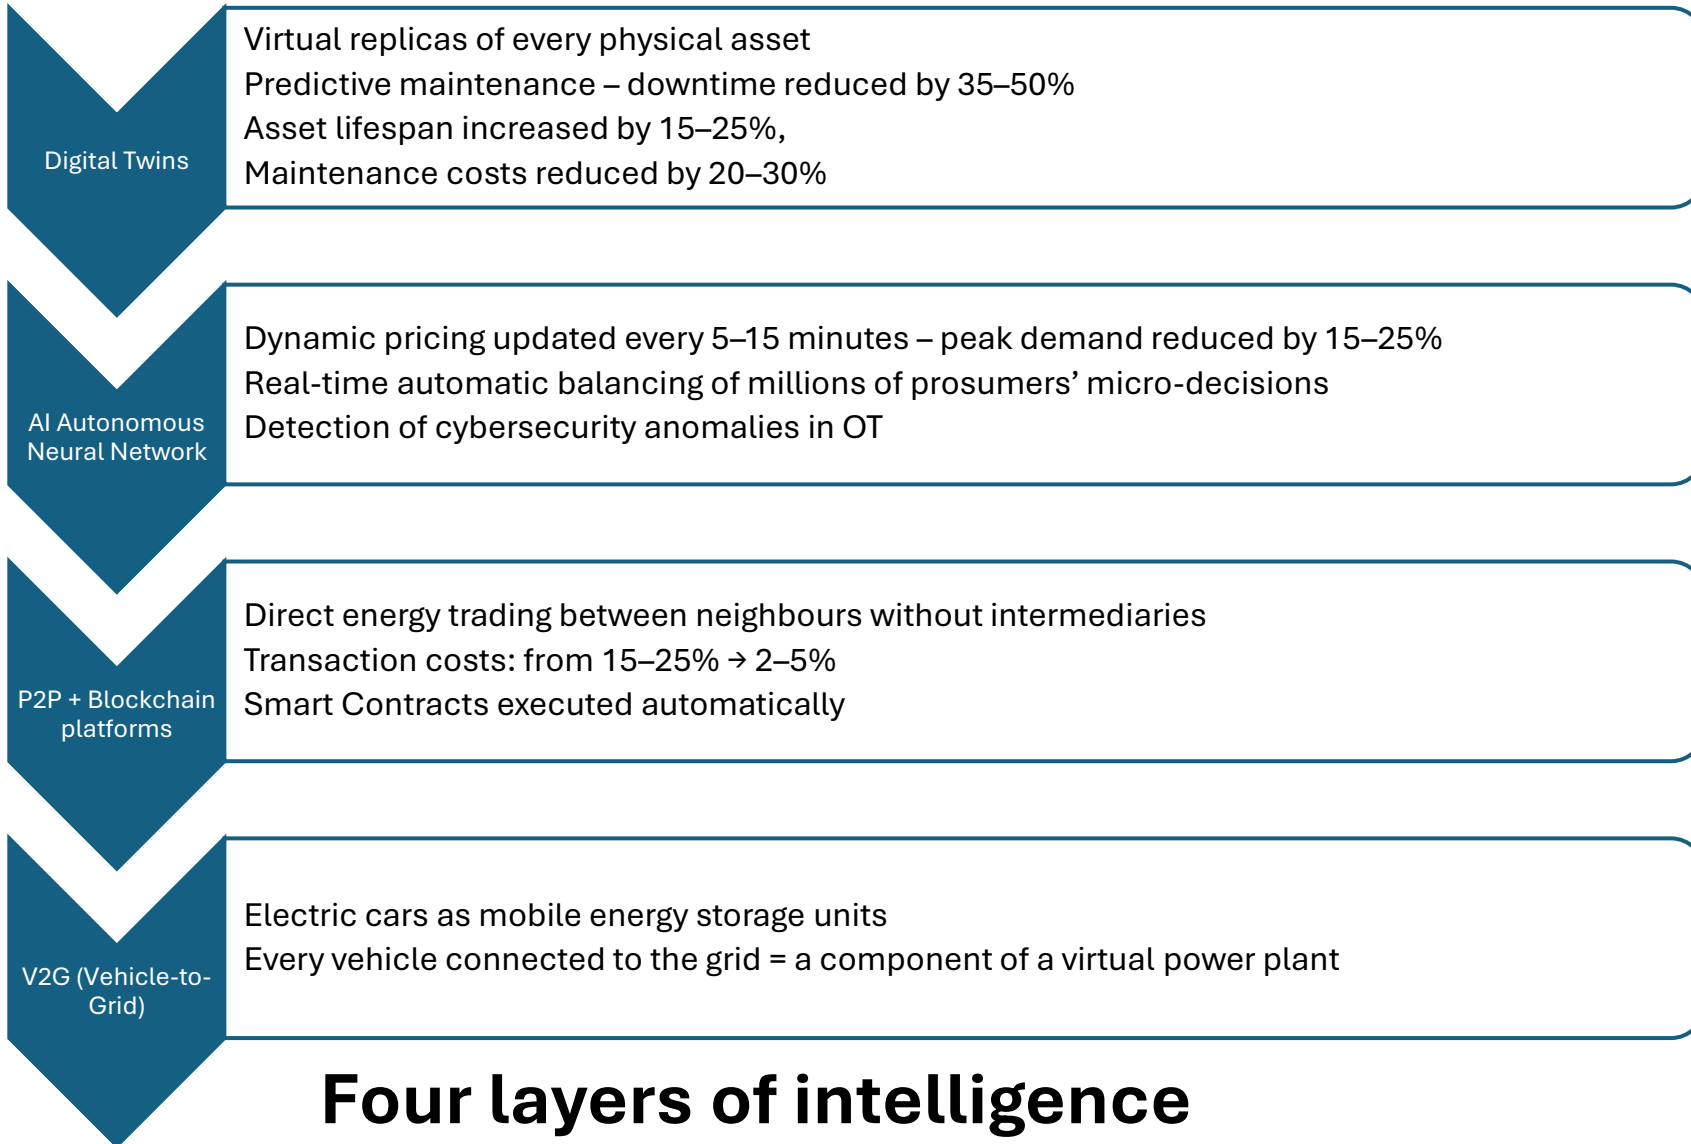 Digital Twins
Virtual replicas of every physical asset
Predictive maintenance – downtime reduced by 35–50%
Asset lifespan increased by 15–25%,
Maintenance costs reduced by 20–30%
AI Autonomous
Neural Network
Dynamic pricing updated every 5–15 minutes – peak demand reduced by 15–25%
Real-time automatic balancing of millions of prosumers’ micro-decisions
Detection of cybersecurity anomalies in OT
P2P + Blockchain
platforms
Direct energy trading between neighbours without intermediaries
Transaction costs: from 15–25% → 2–5%
Smart Contracts executed automatically
V2G (Vehicle-to-
Grid)
Electric cars as mobile energy storage units
Every vehicle connected to the grid = a component of a virtual power plant
Four layers of intelligence